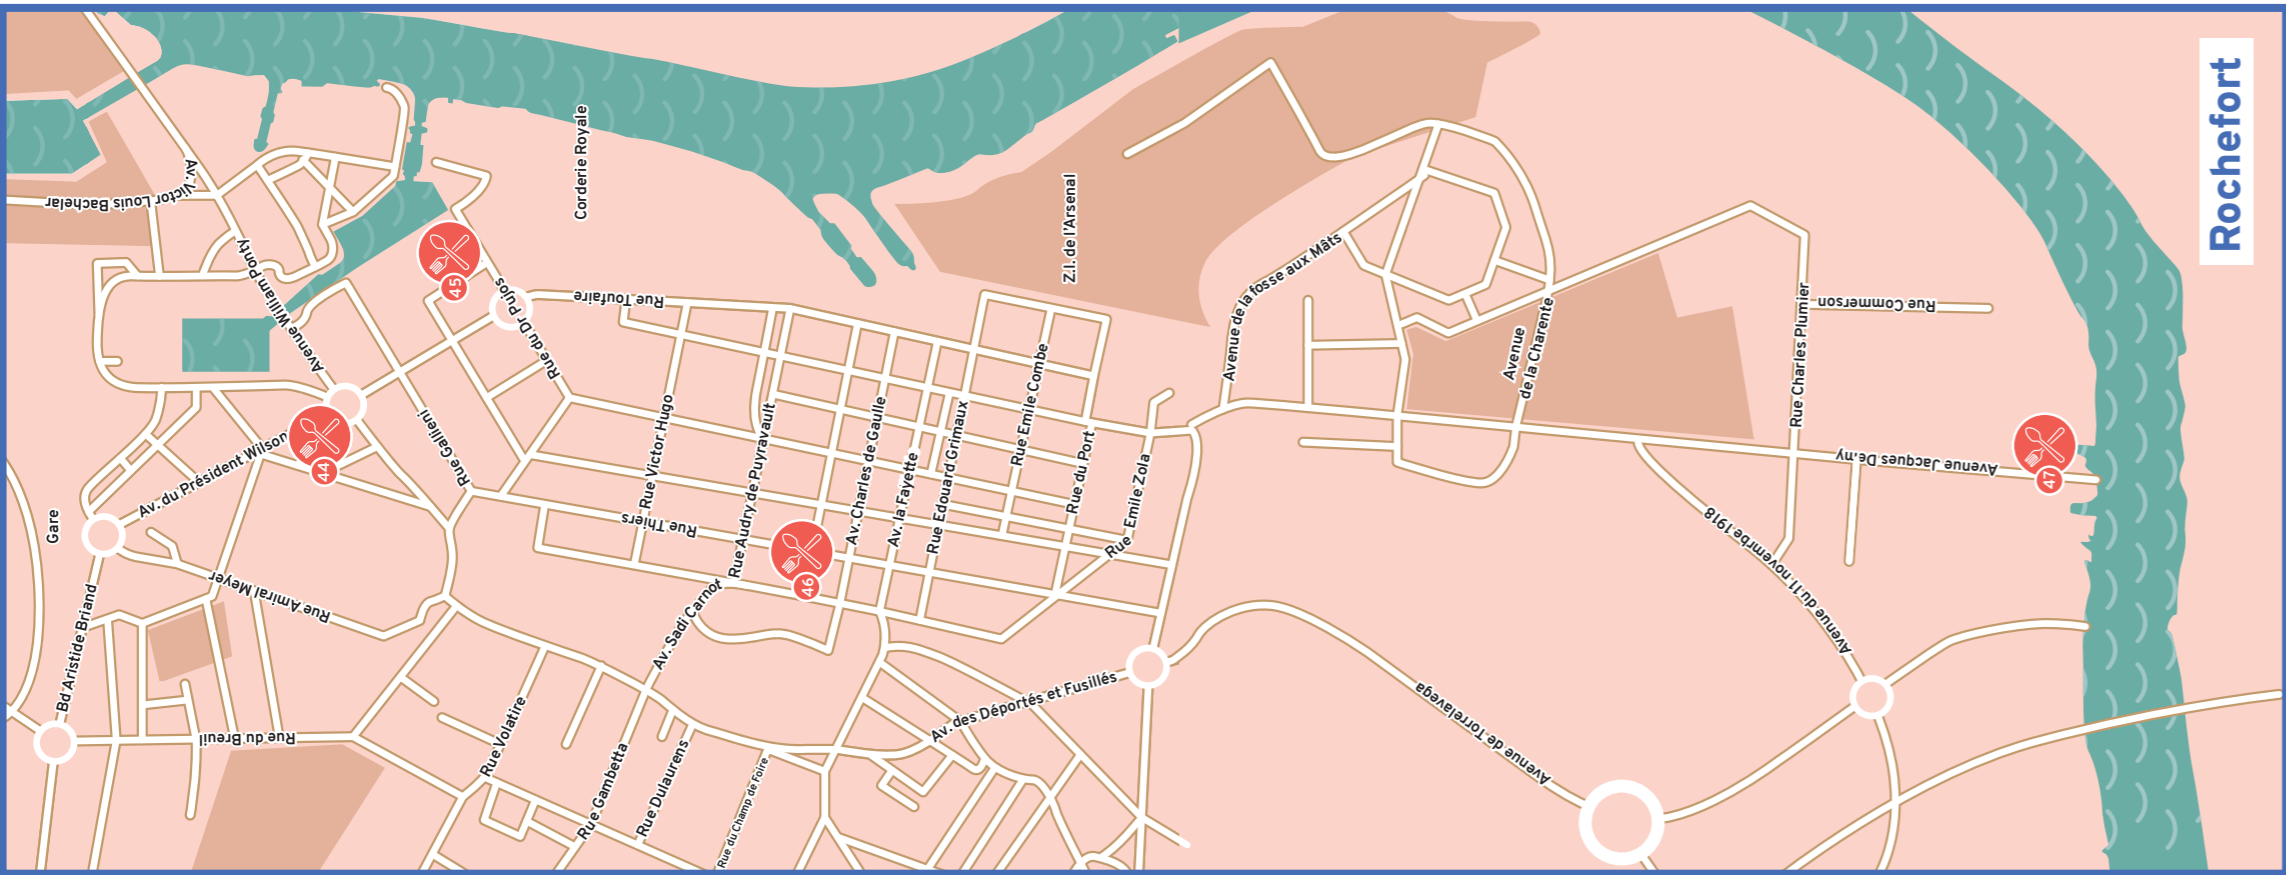 Rochefort
Corderie Royale
Av. Victor Louis Bachelar
Z.I. de l'Arsenal
Avenue William Ponty
45
Rue du Dr Pujos
Rue Toufaire
Avenue de la fosse aux Mâts
Avenue
de la Charente
Rue Charles Plumier
Rue Commerson
Rue Gallieni
Av. du Président Wilson
44
Rue Victor Hugo
Rue Audry de Puyravault
Av. Charles de Gaulle
Av. la Fayette
Rue Edouard Grimaux
Rue Emile Combe
Rue du Port
Rue Emile Zola
Avenue Jacques Demy
47
Gare
Rue Thiers
46
Avenue du 11 novemrbe 1918
Rue Amiral Meyer
Bd Aristide Briand
Av. Sadi Carnot
Av. des Déportés et Fusillés
Avenue de Torrelavega
Rue du Breuil
Rue Volatire
Rue Gambetta
Rue Dulaurens
Rue du Champ de Foire